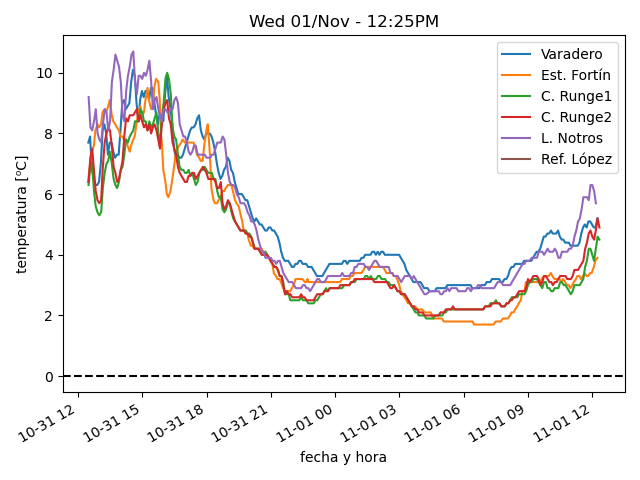 Wed 01/Nov - 12:25PM
Varadero
Est. Fortín
C. Runge1
C. Runge2
L. Notros
Ref. López
temperatura [ºC]
10
8
6
4
2
0
10-31 12
10-31 15
10-31 18
10-31 21
11-01 00
11-01 03
11-01 06
11-01 09
11-01 12
fecha y hora